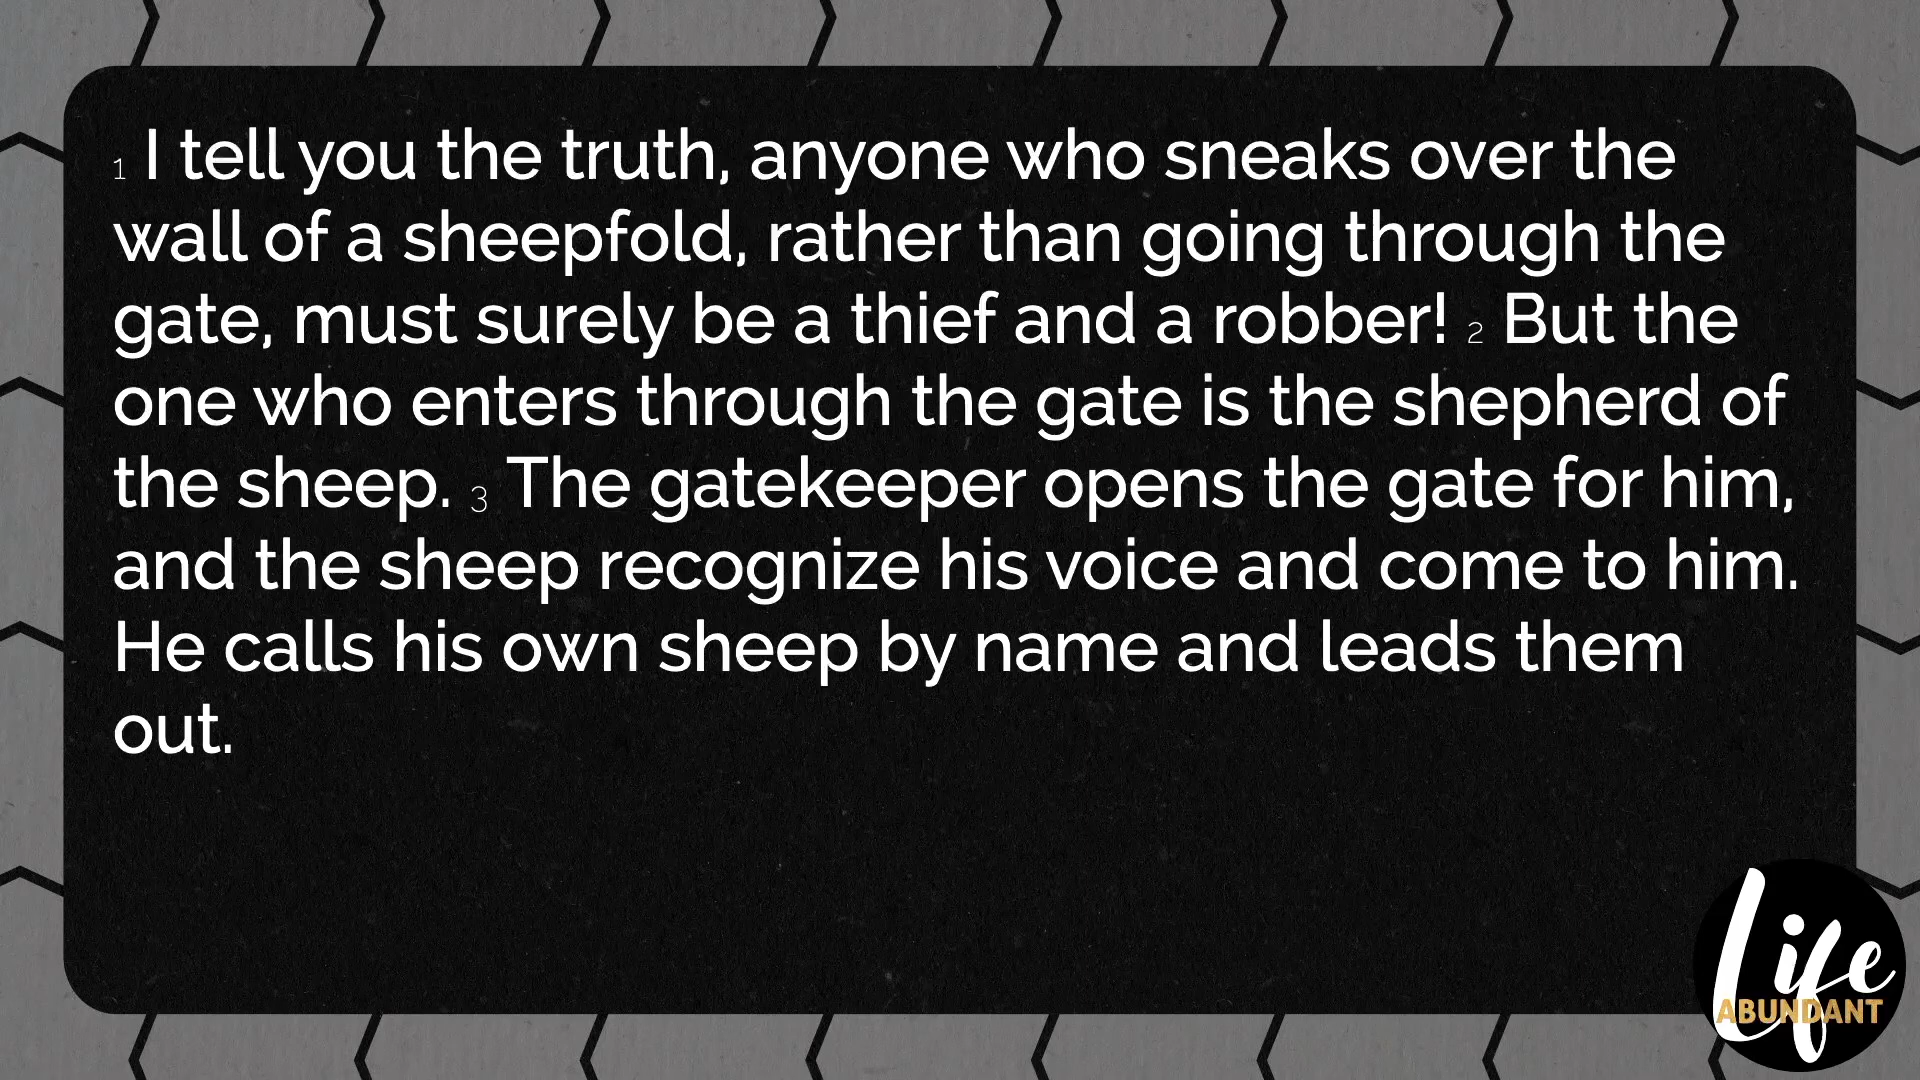 1 I tell you the truth, anyone who sneaks over the
wall of a sheepfold, rather than going through the
gate, must surely be a thief and a robber! 2 But the
one who enters through the gate is the shepherd of
the sheep. 3 The gatekeeper opens the gate for him,
and the sheep recognize his voice and come to him.
He calls his own sheep by name and leads them
out.
Life
ABUNDANT